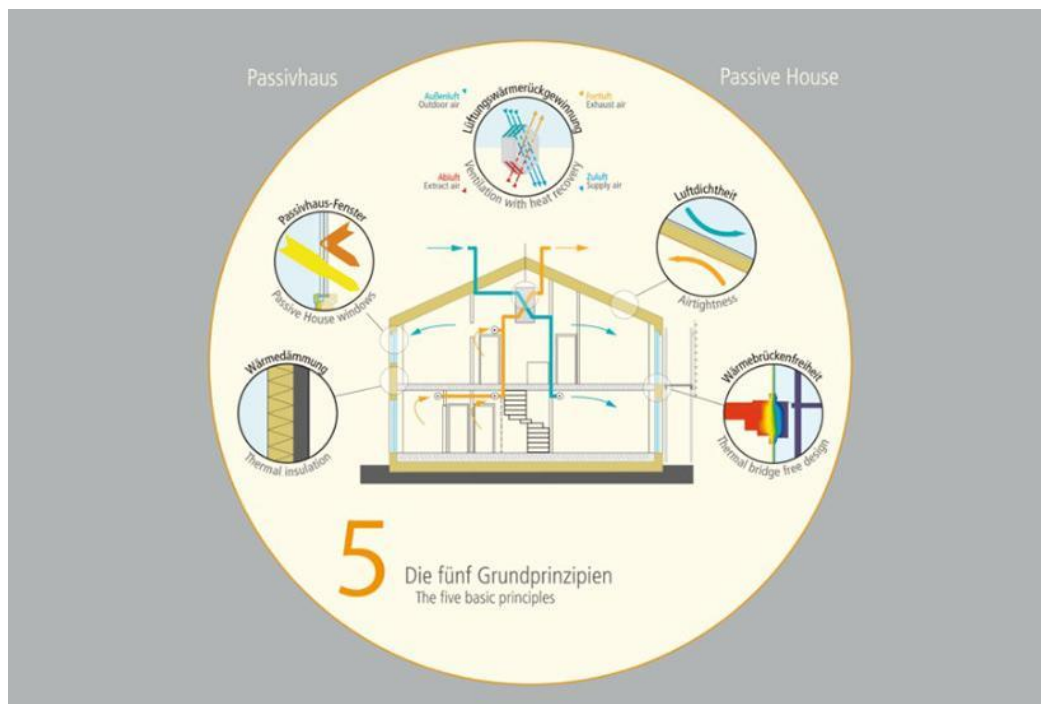 Passivhaus
Passive House
Außenluft
Outdoor air
Fortluft
Exhaust air
Lüftungswärmerückgewinnung
Ventilation with heat recovery
Abluft
Extract air
Zuluft
Supply air
Passivhaus-Fenster
Passive House windows
Luftdichtheit
Airtightness
Wärmedämmung
Thermal insulation
Wärmebrückenfreiheit
Thermal bridge free design
5
Die fünf Grundprinzipien
The five basic principles